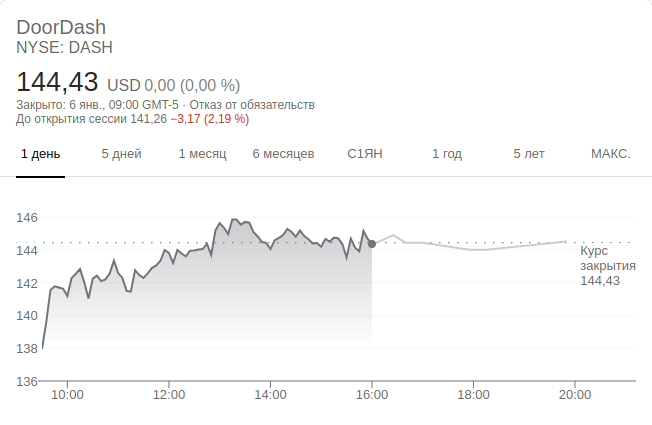 DoorDash
NYSE: DASH
144,43 USD 0,00 (0,00 %)
Закрыто: 6 янв., 09:00 GMT-5 · Отказ от обязательств
До открытия сессии 141,26 −3,17 (2,19 %)
1 день 5 дней 1 месяц 6 месяцев С1ЯН 1 год 5 лет МАКС.
146
144
142
140
138
136
Курс
закрытия
144,43
10:00 12:00 14:00 16:00 18:00 20:00